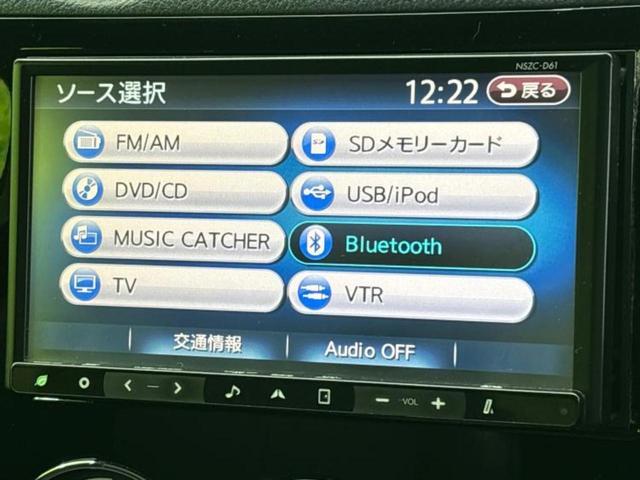 NSZC-D61
ソース選択
12:22
戻る
FM/AM
SDメモリーカード
DVD/CD
USB/iPod
MUSIC CATCHER
Bluetooth
TV
VTR
交通情報
Audio OFF
VOL